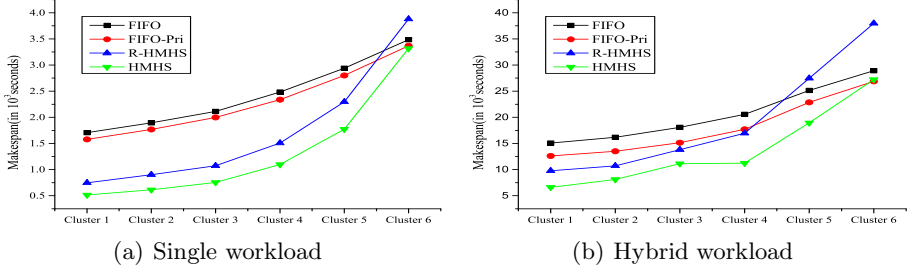 4.0
3.5
3.0
2.5
2.0
1.5
1.0
0.5
Makespan(in 10³seconds)
FIFO
FIFO-Pri
R-HMHS
HMHS
Cluster 1 Cluster 2 Cluster 3 Cluster 4 Cluster 5 Cluster 6
(a) Single workload
40
35
30
25
20
15
10
5
Makespan(in 10³seconds)
FIFO
FIFO-Pri
R-HMHS
HMHS
Cluster 1 Cluster 2 Cluster 3 Cluster 4 Cluster 5 Cluster 6
(b) Hybrid workload